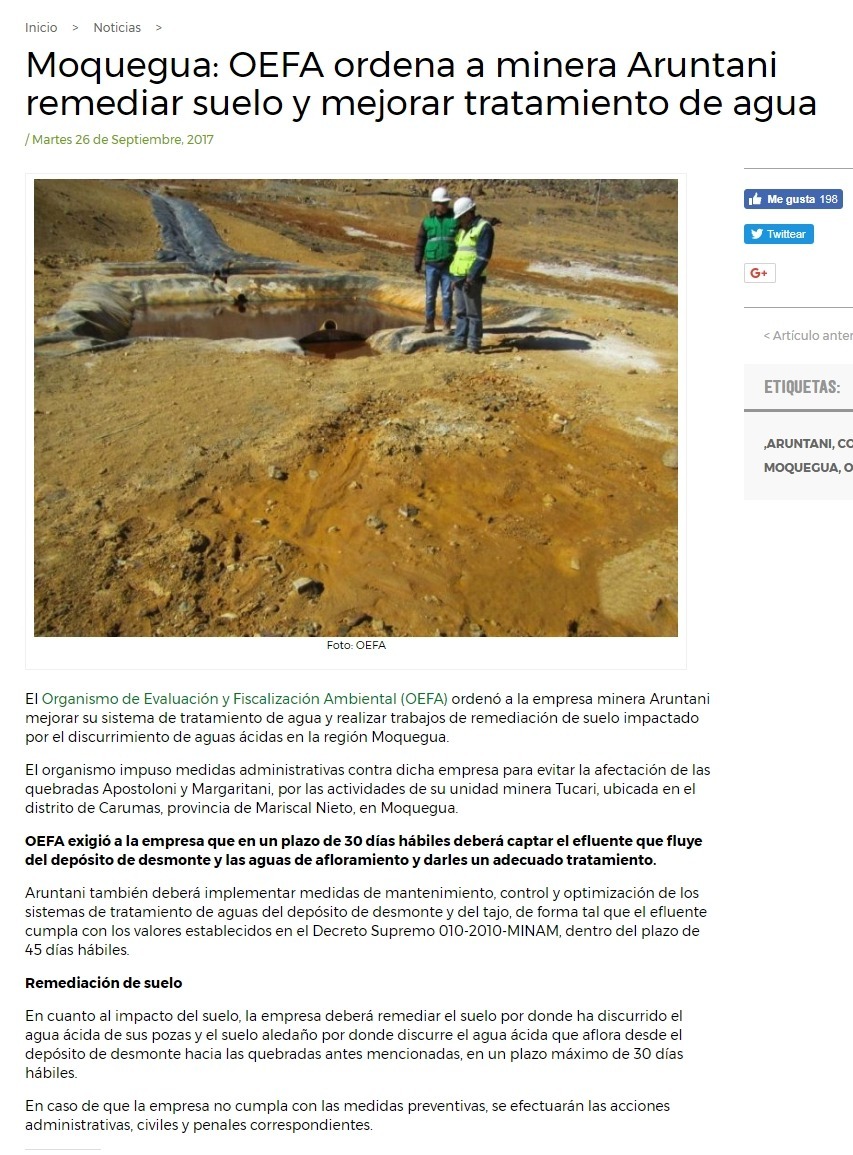 Inicio > Noticias >
Moquegua: OEFA ordena a minera Aruntani
remediar suelo y mejorar tratamiento de agua
/ Martes 26 de Septiembre, 2017
Me gusta 198
Twittear
G+
< Artículo anter
ETIQUETAS:
,ARUNTANI, CO
MOQUEGUA, O
Foto: OEFA
El Organismo de Evaluación y Fiscalización Ambiental (OEFA) ordenó a la empresa minera Aruntani
mejorar su sistema de tratamiento de agua y realizar trabajos de remediación de suelo impactado
por el discurrimiento de aguas ácidas en la región Moquegua.
El organismo impuso medidas administrativas contra dicha empresa para evitar la afectación de las
quebradas Apostoloni y Margaritani, por las actividades de su unidad minera Tucari, ubicada en el
distrito de Carumas, provincia de Mariscal Nieto, en Moquegua.
OEFA exigió a la empresa que en un plazo de 30 días hábiles deberá captar el efluente que fluye
del depósito de desmonte y las aguas de afloramiento y darles un adecuado tratamiento.
Aruntani también deberá implementar medidas de mantenimiento, control y optimización de los
sistemas de tratamiento de aguas del depósito de desmonte y del tajo, de forma tal que el efluente
cumpla con los valores establecidos en el Decreto Supremo 010-2010-MINAM, dentro del plazo de
45 días hábiles.
Remediación de suelo
En cuanto al impacto del suelo, la empresa deberá remediar el suelo por donde ha discurrido el
agua ácida de sus pozas y el suelo aledaño por donde discurre el agua ácida que aflora desde el
depósito de desmonte hacia las quebradas antes mencionadas, en un plazo máximo de 30 días
hábiles.
En caso de que la empresa no cumpla con las medidas preventivas, se efectuarán las acciones
administrativas, civiles y penales correspondientes.